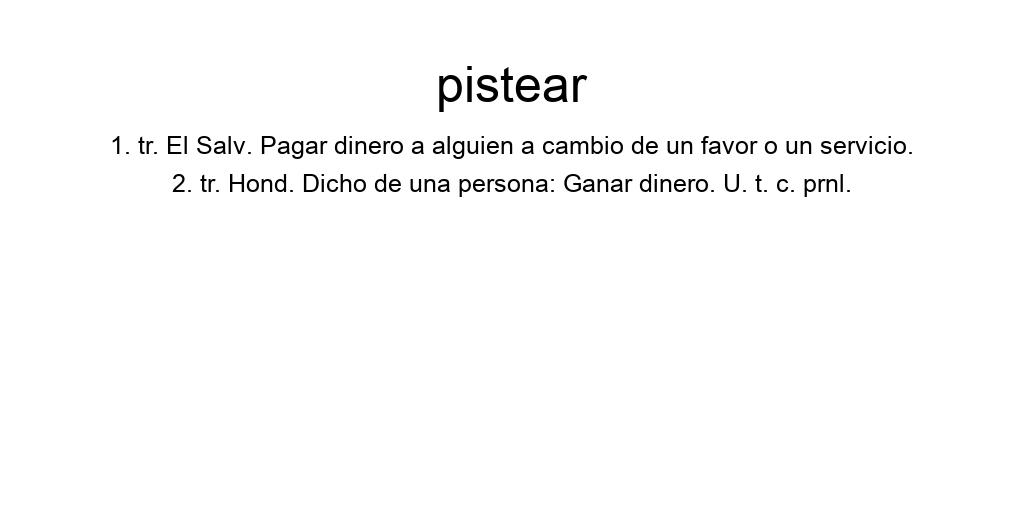 pistear
1. tr. El Salv. Pagar dinero a alguien a cambio de un favor o un servicio.
2. tr. Hond. Dicho de una persona: Ganar dinero. U. t. c. prnl.